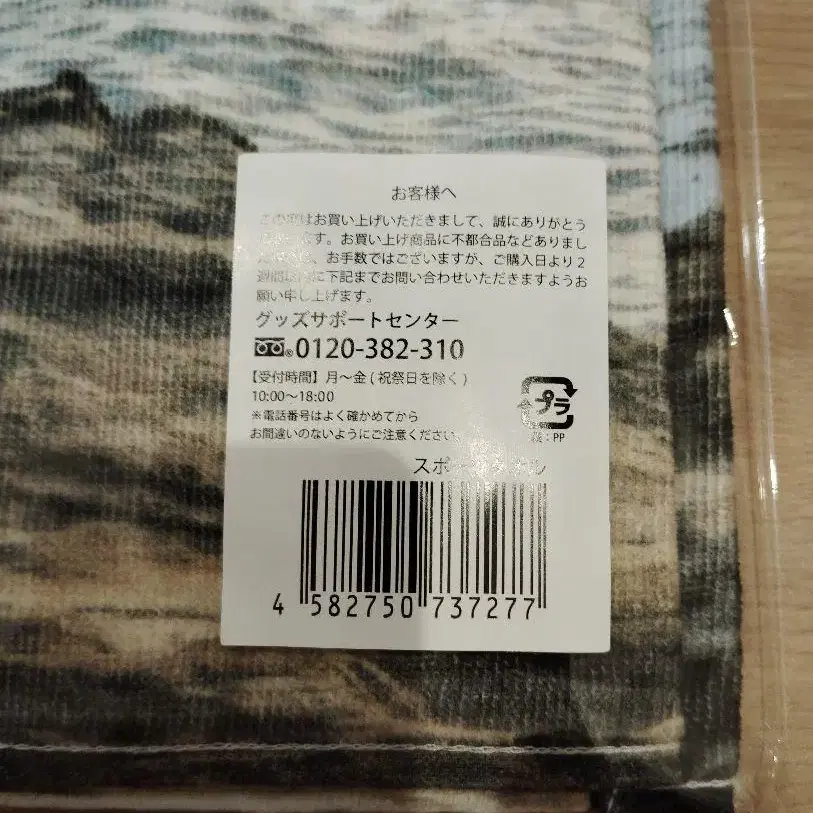 お客様へ
この度はお買い上げいただきまして、誠にありがとう
います。お買い上げ商品に不都合品などありまし
お手数ではございますが、ご購入日より2
週間以内に下記までお問い合わせいただきますようお
願い申し上げます。
グッズサポートセンター
0120-382-310
【受付時間】月～金(祝祭日を除く)
10:00～18:00
※電話番号はよく確かめてから
お間違いのないようにご注意ください。
プラ
袋:PP
スポーツタオル
4 582750 737277